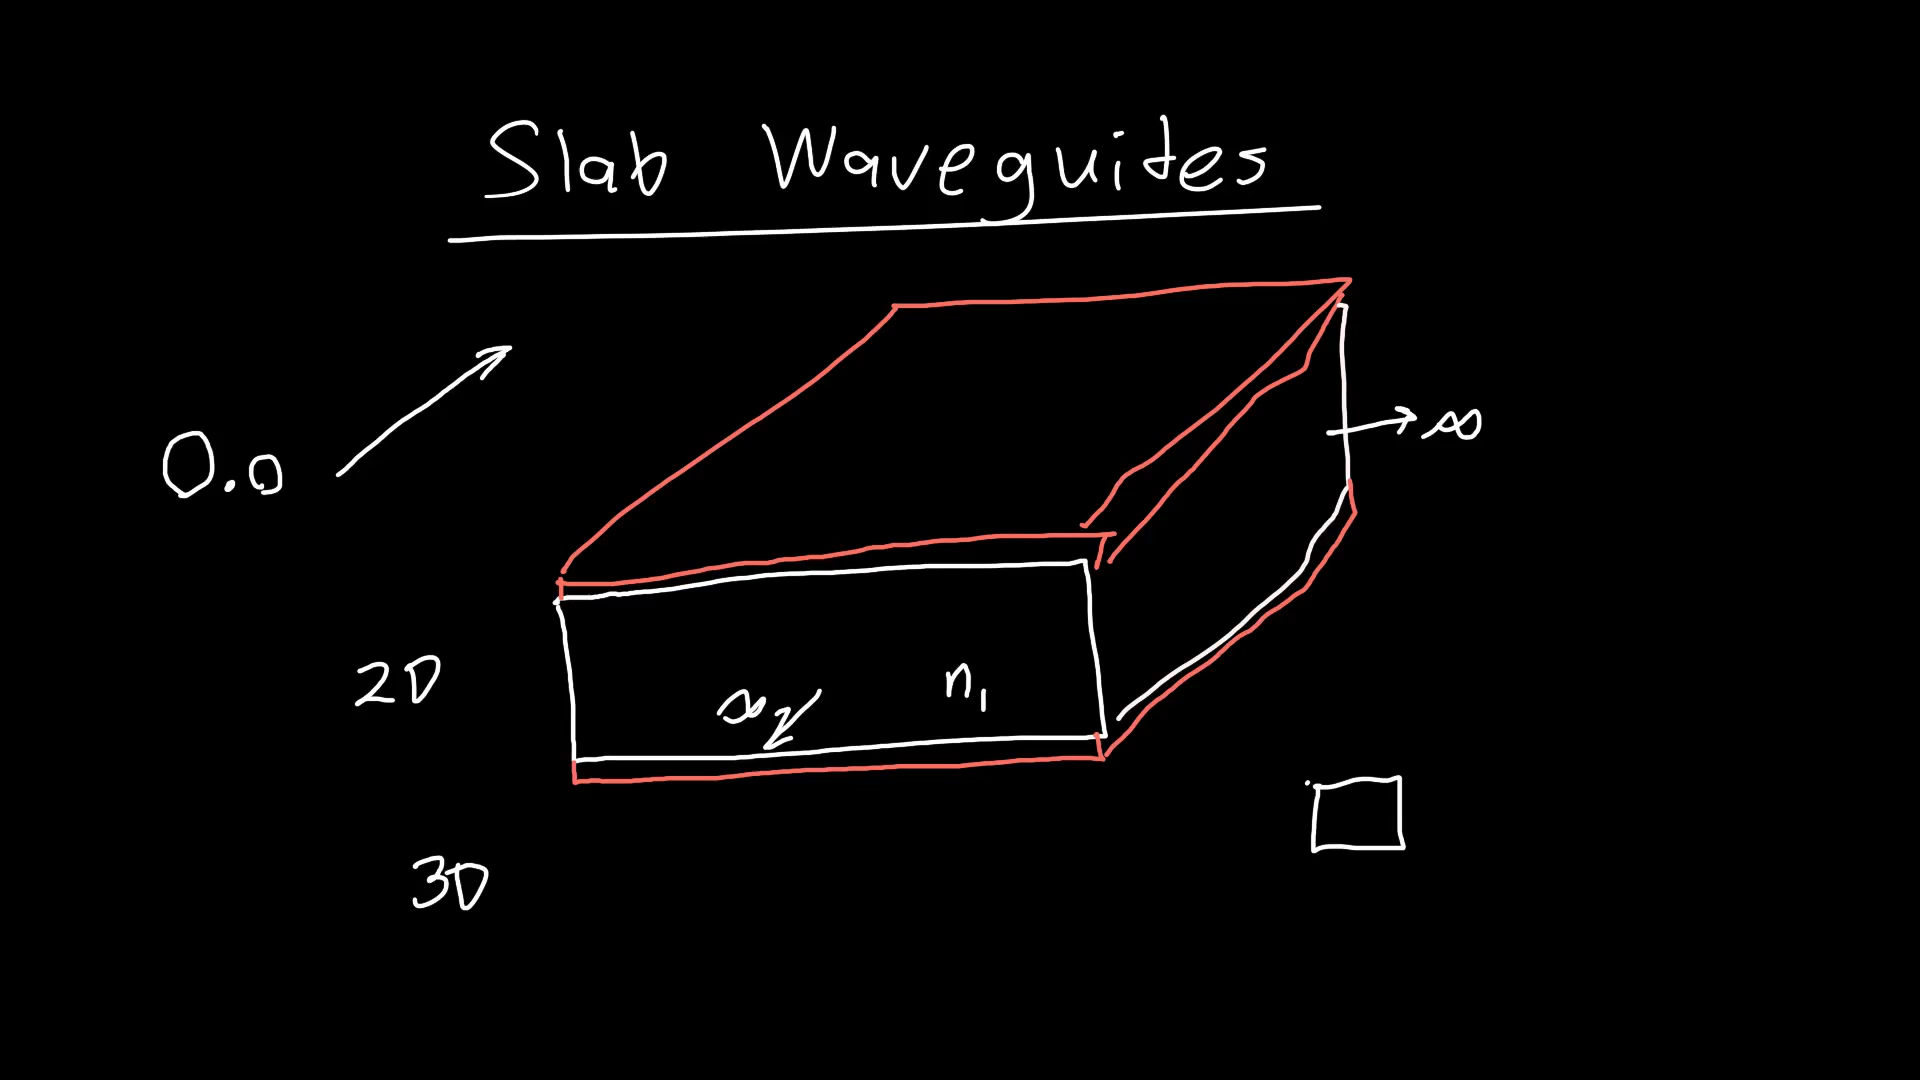 Slab Waveguides
0.0
→ ∞
2D
∞
n₁
3D